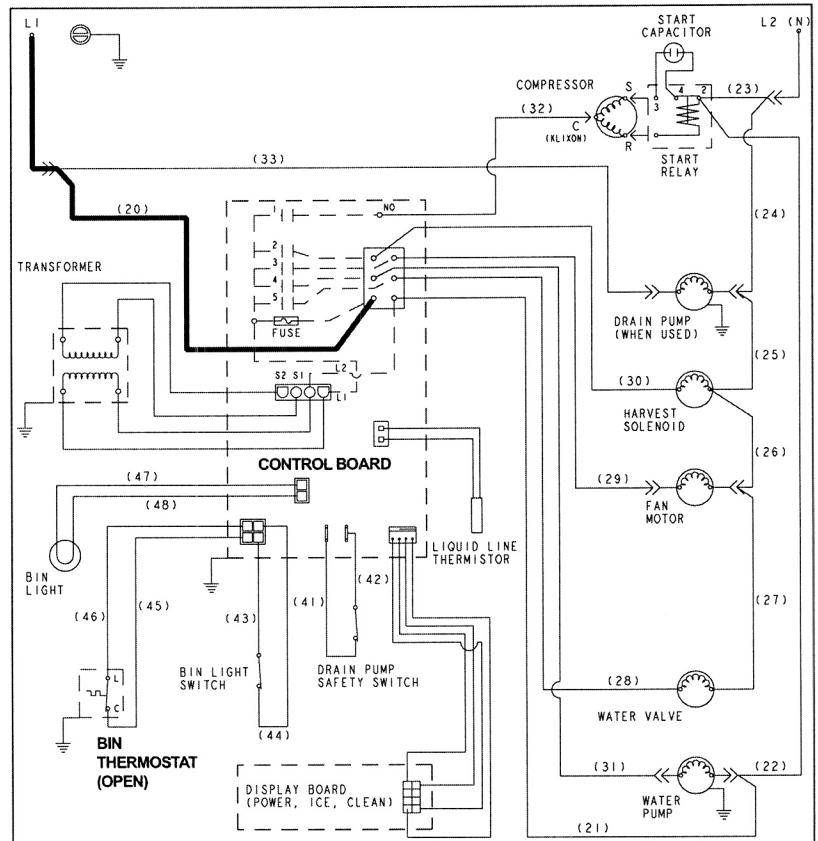 L1
START
CAPACITOR
L2 (N)
COMPRESSOR
S
3
4
2
(23)
(32)
C
(KLIXON)
R
START
RELAY
(33)
(20)
1
NO
(24)
2
3
4
5
TRANSFORMER
FUSE
DRAIN PUMP
(WHEN USED)
L2
S2 S1
L1
(25)
(30)
HARVEST
SOLENOID
CONTROL BOARD
(26)
(47)
(48)
(29)
FAN
MOTOR
LIQUID LINE
THERMISTOR
BIN
LIGHT
(42)
(46)
(45)
(43)
(41)
(27)
BIN LIGHT
SWITCH
DRAIN PUMP
SAFETY SWITCH
L
C
(28)
WATER VALVE
(44)
BIN
THERMOSTAT
(OPEN)
DISPLAY BOARD
(POWER, ICE, CLEAN)
(31)
(22)
WATER
PUMP
(21)